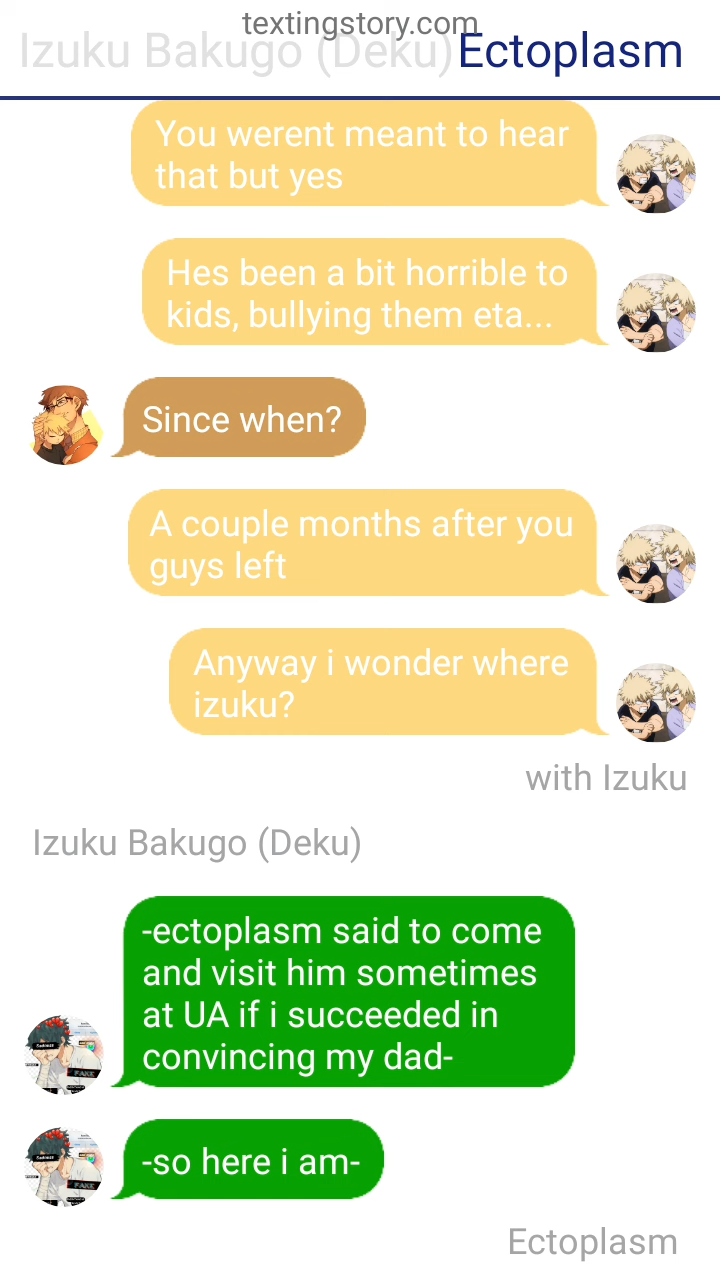 textingstory.com
Izuku Bakugo (Deku) Ectoplasm
You werent meant to hear
that but yes
Hes been a bit horrible to
kids, bullying them eta...
Since when?
A couple months after you
guys left
Anyway i wonder where
izuku?
with Izuku
Izuku Bakugo (Deku)
-ectoplasm said to come
and visit him sometimes
at UA if i succeeded in
convincing my dad-
-so here i am-
Ectoplasm